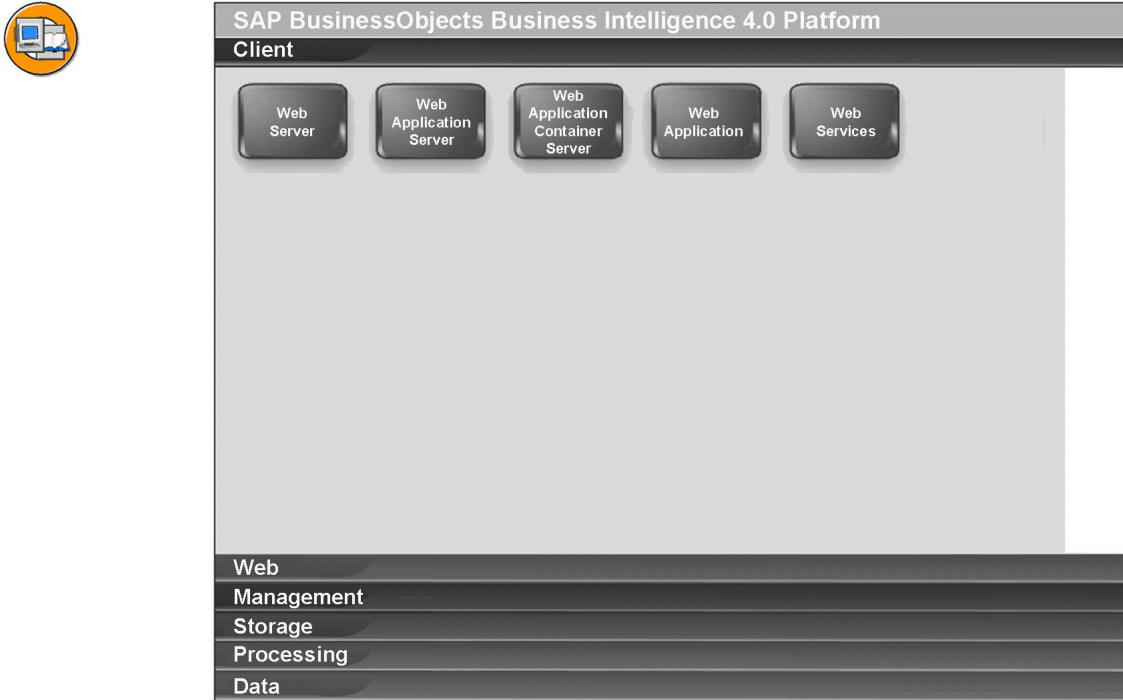 SAP BusinessObjects Business Intelligence 4.0 Platform
Client
Web
Server
Web
Application
Server
Web
Application
Container
Server
Web
Application
Web
Services
Web
Management
Storage
Processing
Data